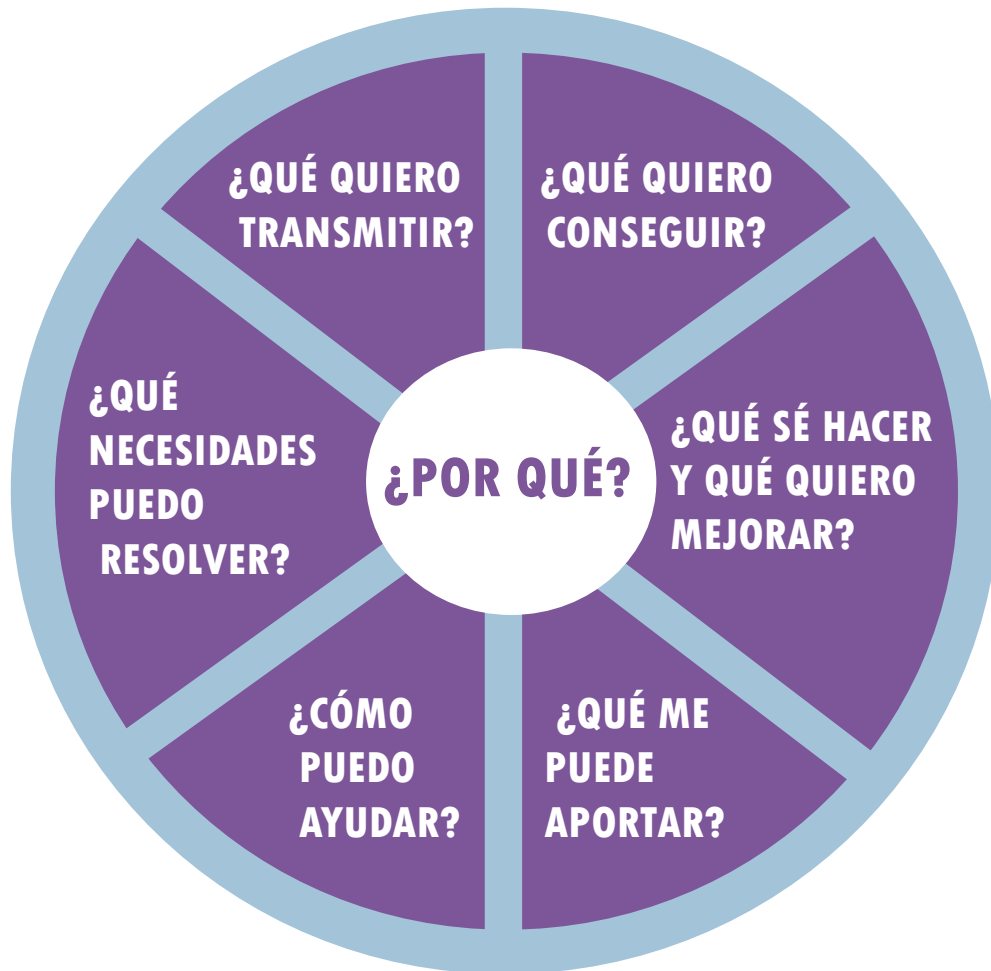 ¿QUÉ QUIERO
TRANSMITIR?
¿QUÉ QUIERO
CONSEGUIR?
¿QUÉ
NECESIDADES
PUEDO
RESOLVER?
¿POR QUÉ?
¿QUÉ SÉ HACER
Y QUÉ QUIERO
MEJORAR?
¿CÓMO
PUEDO
AYUDAR?
¿QUÉ ME
PUEDE
APORTAR?